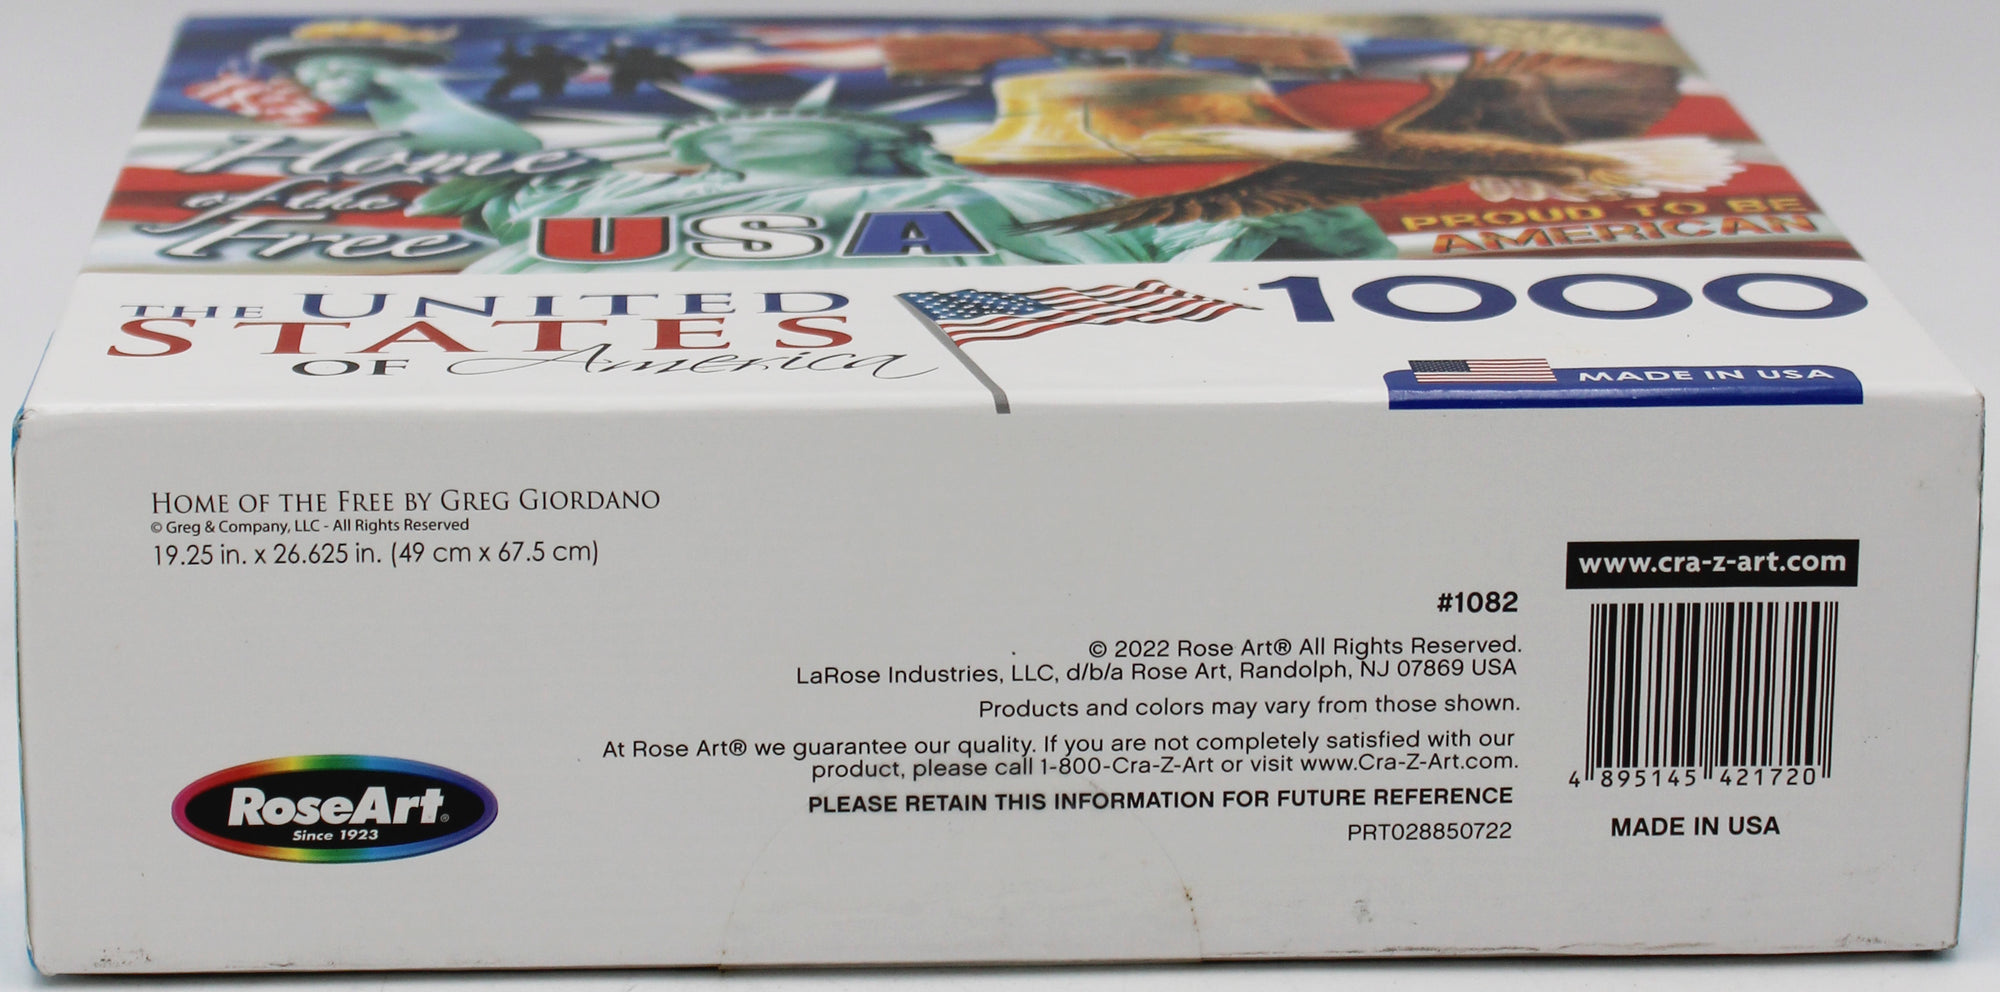 Home
of the
Free
USA
PROUD TO BE
AMERICAN
THE UNITED
STATES
OF America
1000
MADE IN USA
HOME OF THE FREE BY GREG GIORDANO
© Greg & Company, LLC - All Rights Reserved
19.25 in. x 26.625 in. (49 cm x 67.5 cm)
www.cra-z-art.com
#1082
© 2022 Rose Art® All Rights Reserved.
LaRose Industries, LLC, d/b/a Rose Art, Randolph, NJ 07869 USA
Products and colors may vary from those shown.
At Rose Art® we guarantee our quality. If you are not completely satisfied with our
product, please call 1-800-Cra-Z-Art or visit www.Cra-Z-Art.com.
PLEASE RETAIN THIS INFORMATION FOR FUTURE REFERENCE
PRT028850722
4 895145 421720
MADE IN USA
RoseArt®
Since 1923